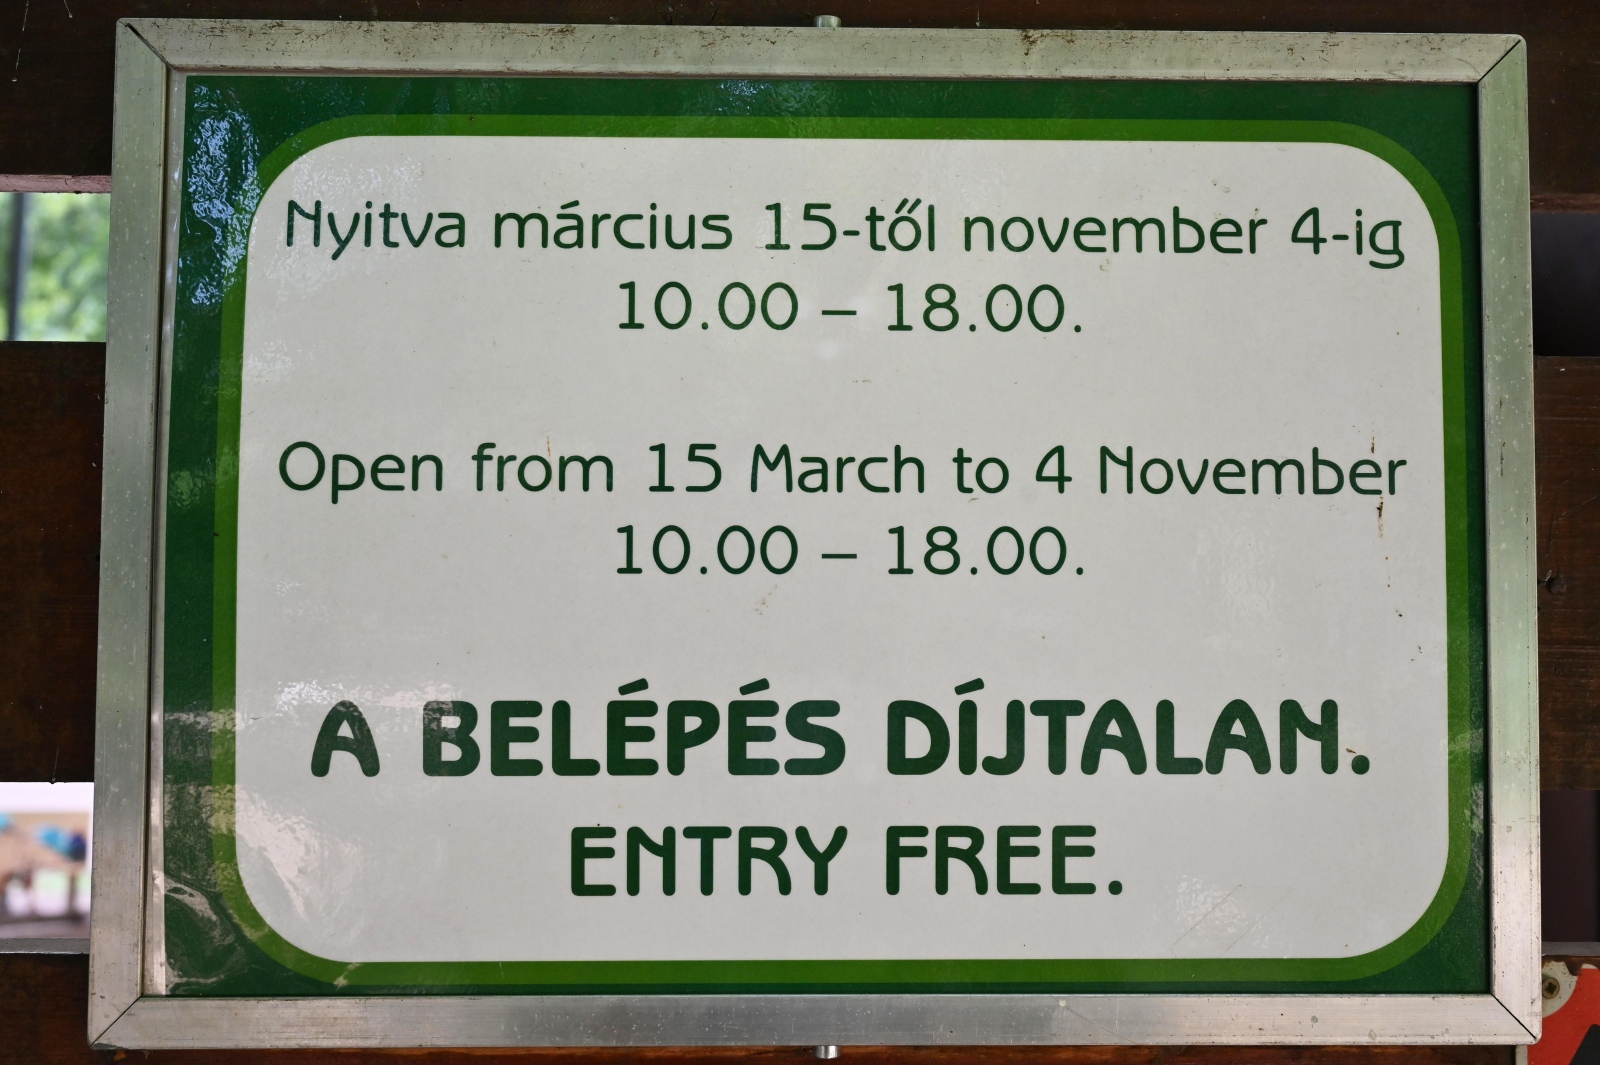 Nyitva március 15-től november 4-ig
10.00 – 18.00.
Open from 15 March to 4 November
10.00 – 18.00.
A BELÉPÉS DÍJTALAN.
ENTRY FREE.